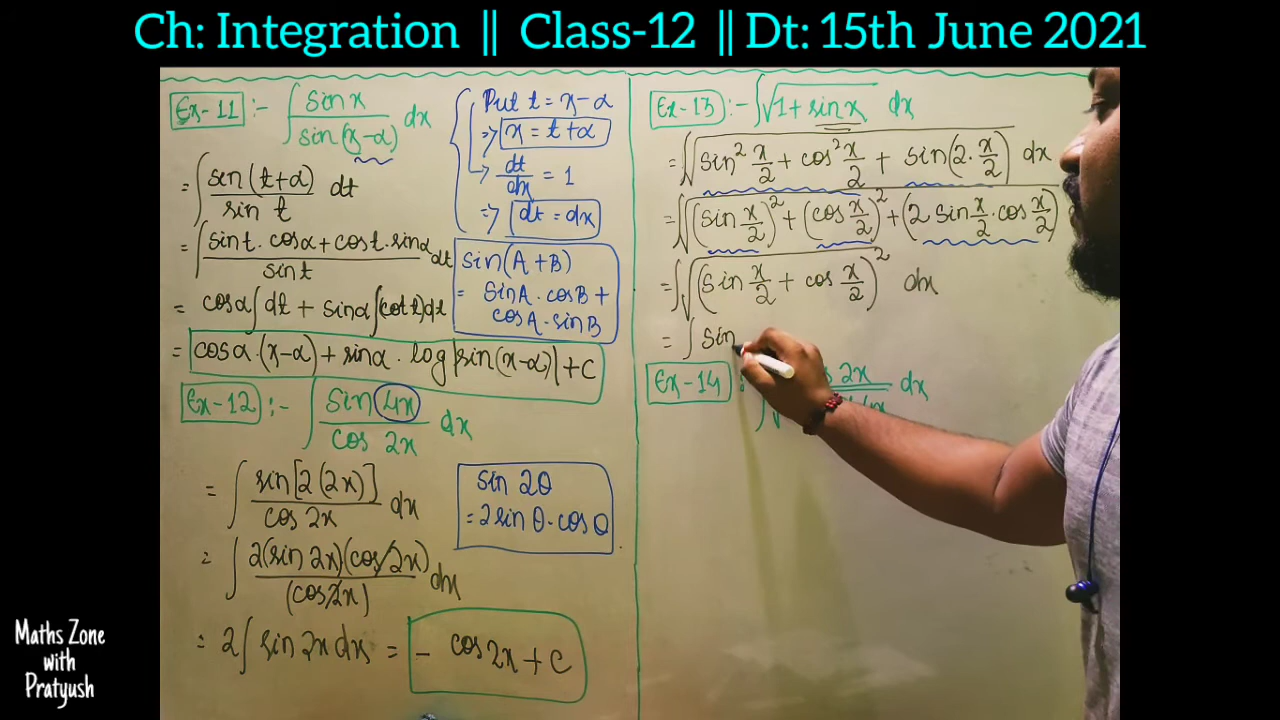 Ch: Integration || Class-12 || Dt: 15th June 2021
Ex-11 :- ∫ sin x / sin (x-α) dx
= ∫ sin (t+α) / sin t dt
= ∫ sin t · cos α + cos t · sin α / sin t dt
= cos α ∫ dt + sin α ∫ (cot t) dt
= cos α · (x-α) + sin α · log |sin (x-α)| + C
Put t = x-α
=> x = t+α
→ dt/dx = 1
=> dt = dx
sin (A+B)
= sin A · cos B +
cos A · sin B
Ex-12 :- ∫ sin 4x / cos 2x dx
= ∫ sin [2 (2x)] / cos 2x dx
= ∫ 2 (sin 2x) (cos 2x) / (cos 2x) dx
= 2 ∫ sin 2x dx = - cos 2x + C
sin 2θ
= 2 sin θ · cos θ
Ex-13 :- ∫ √1 + sin x dx
= ∫ √sin² x/2 + cos² x/2 + sin (2 · x/2) dx
= ∫ √(sin x/2)² + (cos x/2)² + (2 sin x/2 · cos x/2)
= ∫ √(sin x/2 + cos x/2)² dx
= ∫ sin
Ex-14 : 2x dx
Maths Zone
with
Pratyush